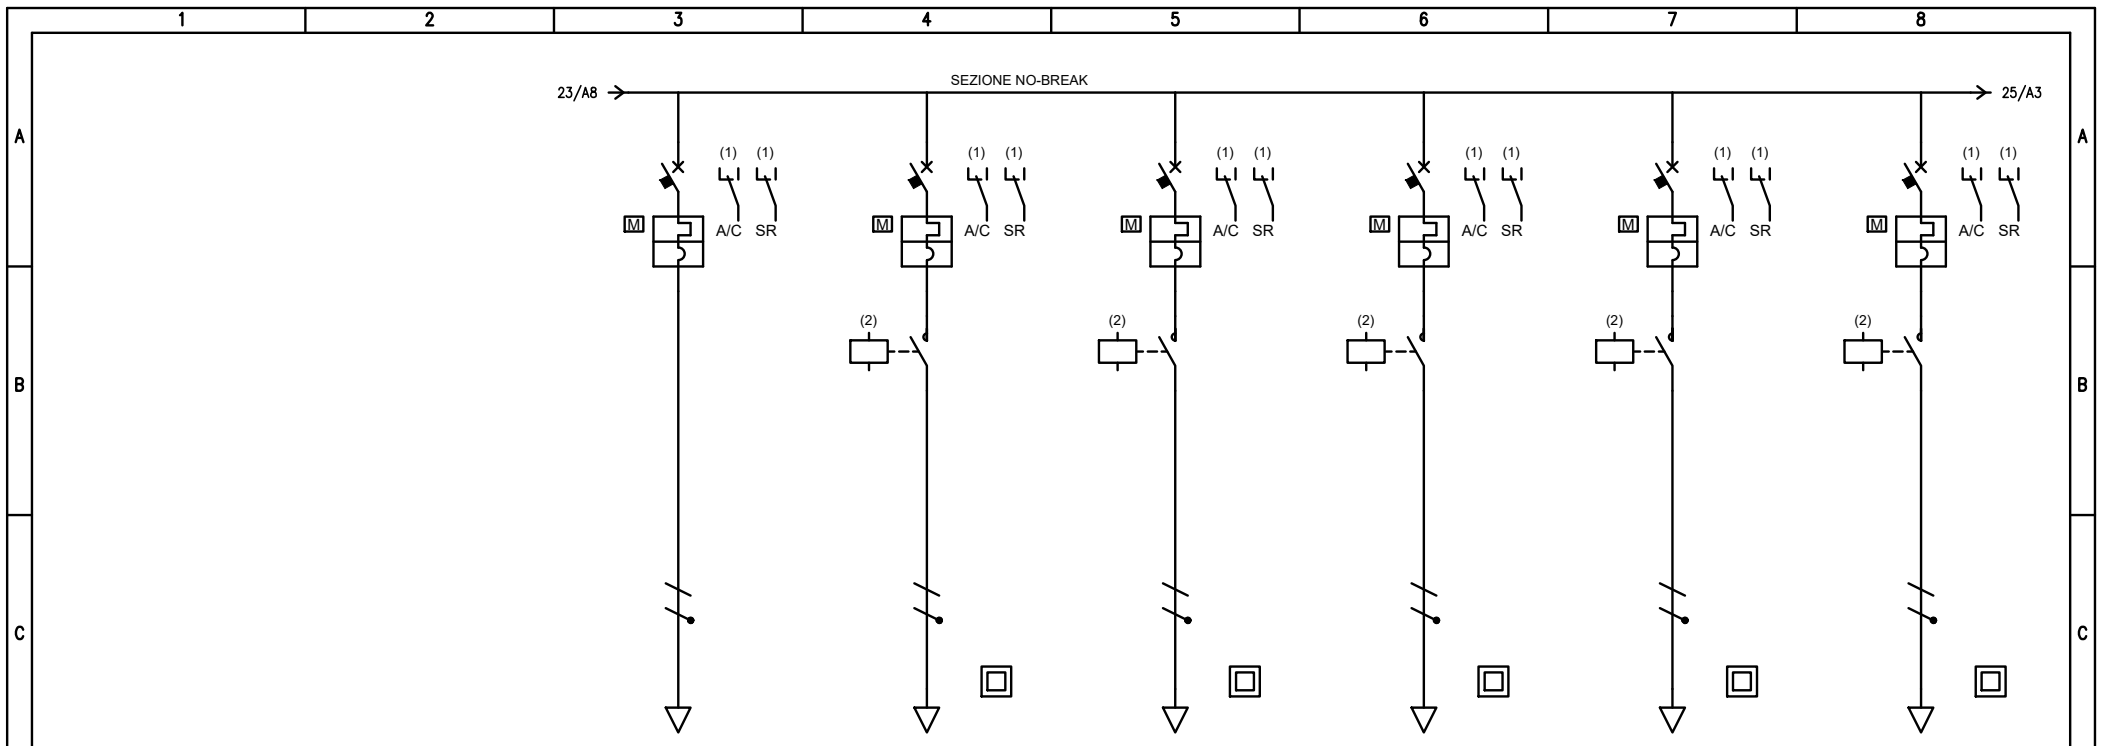 1 2 3 4 5 6 7 8
SEZIONE NO-BREAK
23/A8 25/A3
A A
(1) (1) (1) (1) (1) (1) (1) (1) (1) (1) (1) (1)
M A/C SR M A/C SR M A/C SR M A/C SR M A/C SR M A/C SR
(2) (2) (2) (2) (2)
B B
C C